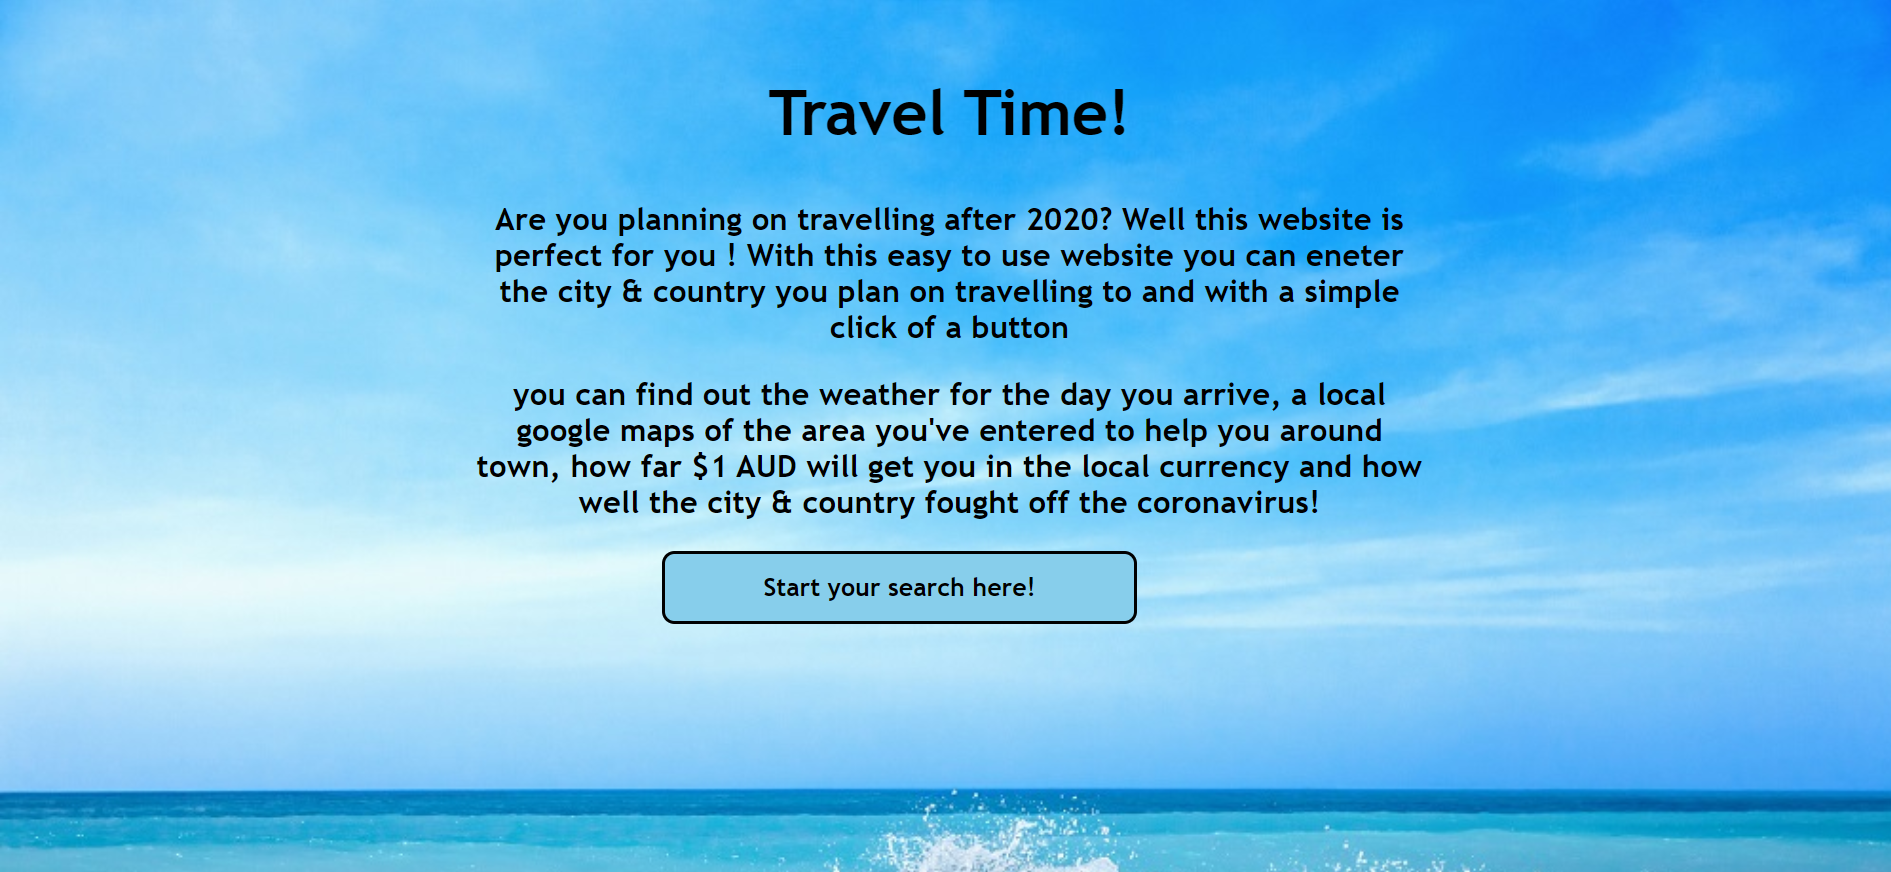 Travel Time!
Are you planning on travelling after 2020? Well this website is
perfect for you ! With this easy to use website you can eneter
the city & country you plan on travelling to and with a simple
click of a button
you can find out the weather for the day you arrive, a local
google maps of the area you've entered to help you around
town, how far $1 AUD will get you in the local currency and how
well the city & country fought off the coronavirus!
Start your search here!